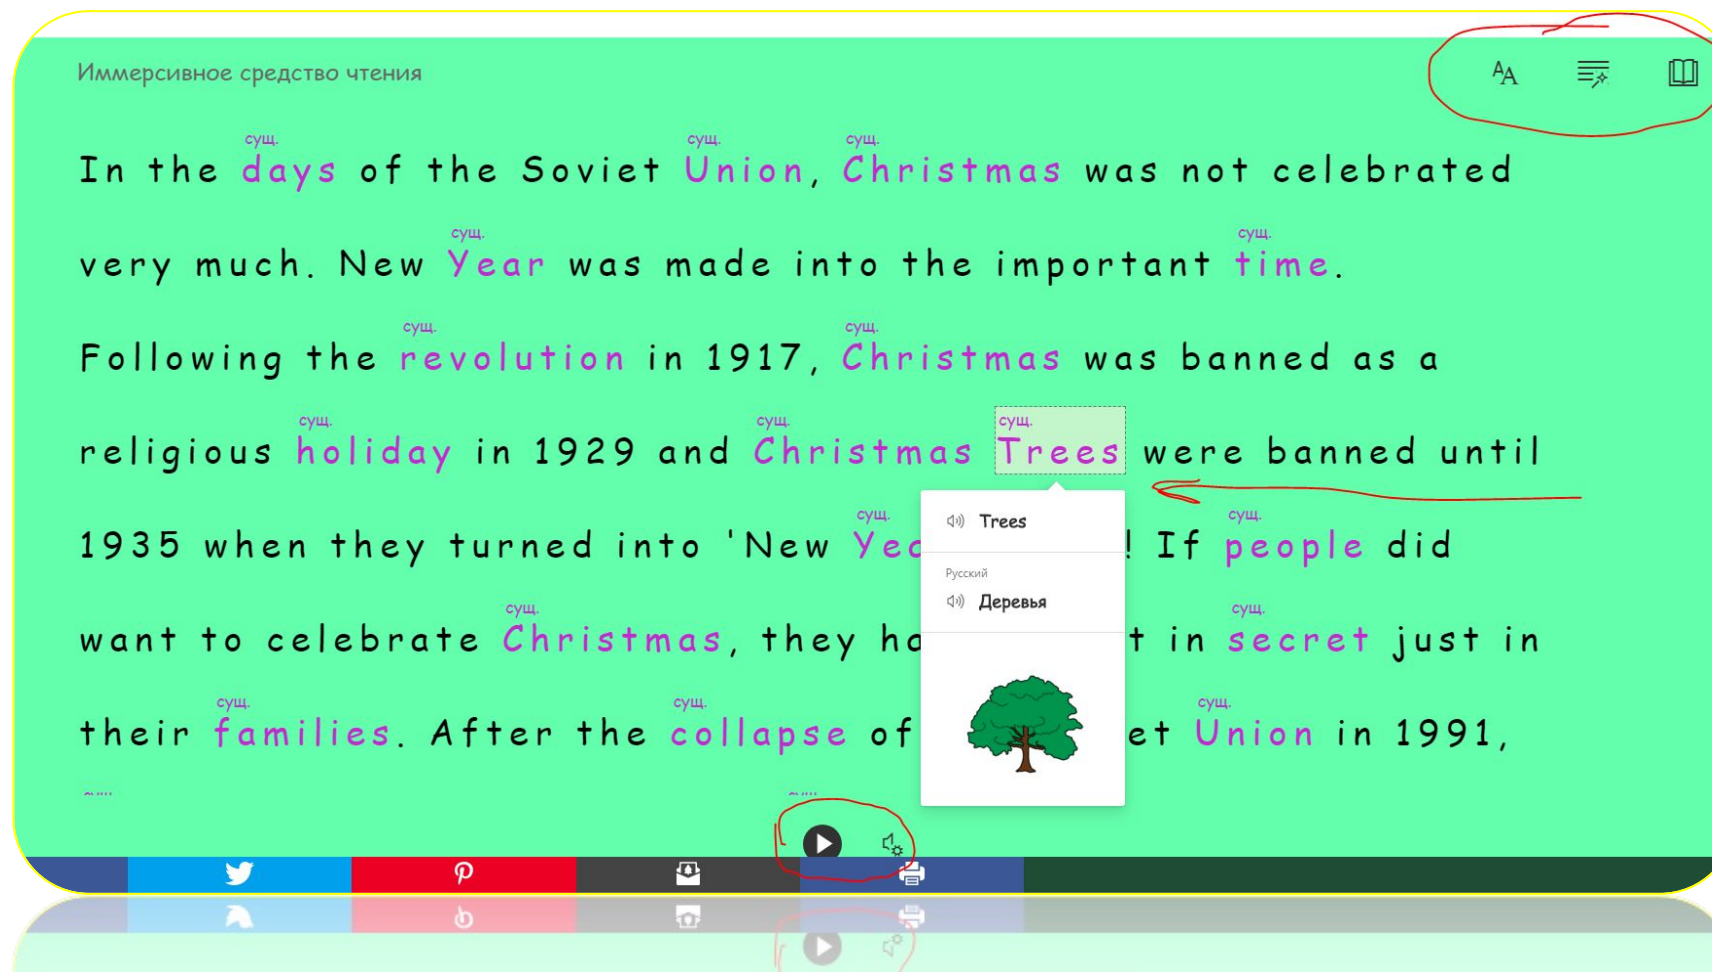 Иммерсивное средство чтения
AA
сущ. сущ. сущ.
In the days of the Soviet Union, Christmas was not celebrated
сущ. сущ.
very much. New Year was made into the important time.
сущ. сущ.
Following the revolution in 1917, Christmas was banned as a
сущ. сущ. сущ.
religious holiday in 1929 and Christmas Trees were banned until
сущ. сущ.
1935 when they turned into 'New Yea ! If people did
сущ. сущ.
want to celebrate Christmas, they ha t in secret just in
сущ. сущ. сущ.
their families. After the collapse of et Union in 1991,
Trees
Русский
Деревья